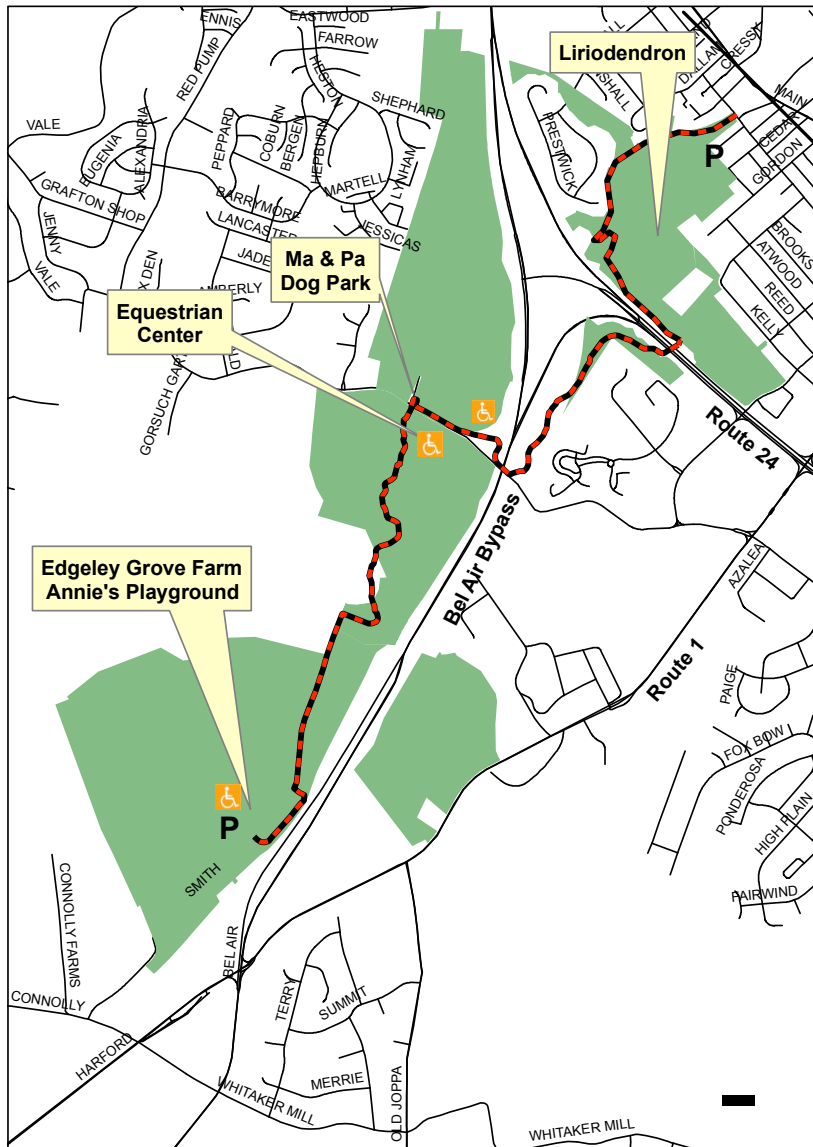 ENNIS
EASTWOOD
FARROW
RED PUMP
HESTON
SHEPHARD
VALE
EUGENIA
ALEXANDRIA
PEPPARD
COBURN
BERGEN
HEPBURN
MARTELL
LYNHAM
GRAFTON SHOP
BARRYMORE
LANCASTER
JESSICAS
JENNY
VALE
JADE
AMBERLY
GORSUCH GAR
Liriodendron
DALLAM
CRESSY
MAIN
CEDAR
GORDON
P
PRESTWICK
BROOKS
ATWOOD
REED
KELLY
Ma & Pa
Dog Park
Equestrian
Center
Route 24
Bel Air Bypass
Edgeley Grove Farm
Annie's Playground
AZALEA
Route 1
PAIGE
FOX BOW
PONDEROSA
HIGH PLAIN
FAIRWIND
P
SMITH
CONNOLLY FARMS
CONNOLLY
BEL AIR
HARFORD
TERRY
SUMMIT
MERRIE
OLD JOPPA
WHITAKER MILL
WHITAKER MILL